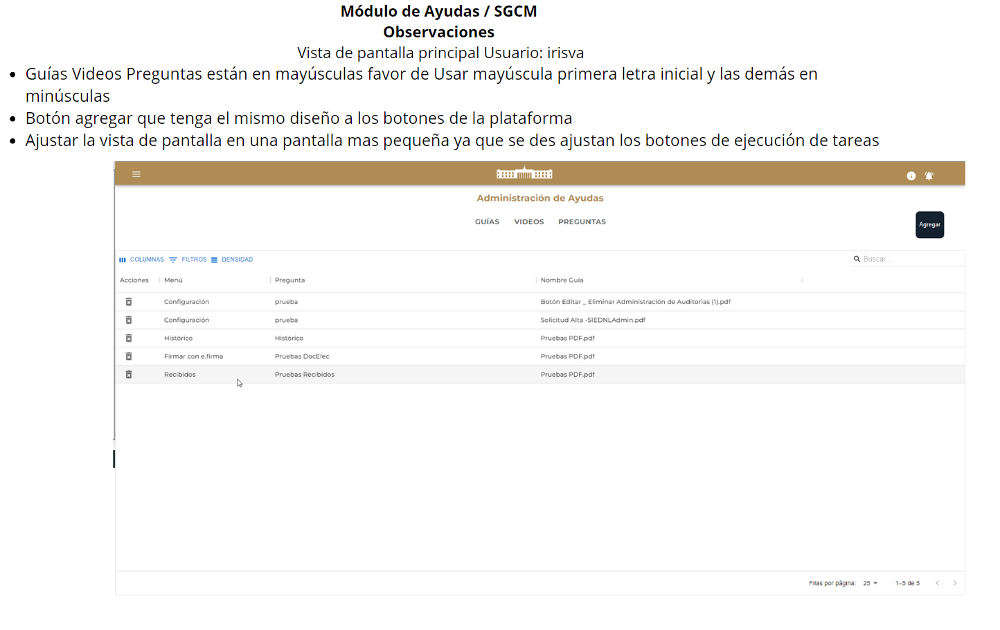 Módulo de Ayudas / SGCM
Observaciones
Vista de pantalla principal Usuario: irisva
• Guías Videos Preguntas están en mayúsculas favor de Usar mayúscula primera letra inicial y las demás en
minúsculas
• Botón agregar que tenga el mismo diseño a los botones de la plataforma
• Ajustar la vista de pantalla en una pantalla mas pequeña ya que se des ajustan los botones de ejecución de tareas
Administración de Ayudas
GUÍAS VIDEOS PREGUNTAS
Agregar
COLUMNAS FILTROS DENSIDAD Buscar...
Acciones Menú Pregunta Nombre Guía
Configuración prueba Botón Editar _ Eliminar Administración de Auditorias (1).pdf
Configuración prueba Solicitud Alta -SIEDNLAdmin.pdf
Histórico Histórico Pruebas PDF.pdf
Firmar con e.firma Pruebas DocElec Pruebas PDF.pdf
Recibidos Pruebas Recibidos Pruebas PDF.pdf
Filas por página: 25 1–5 de 5